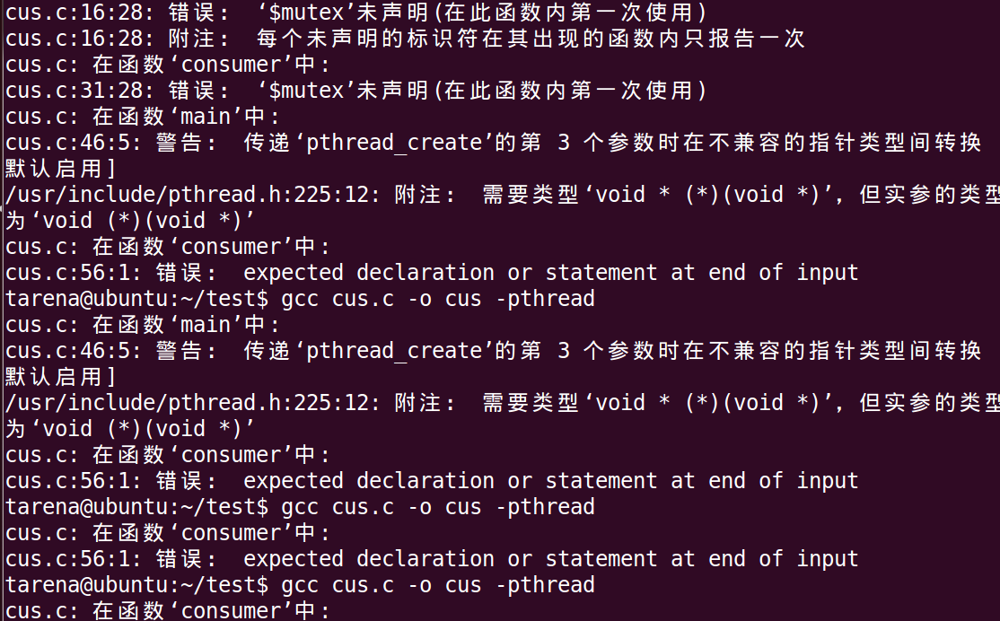 cus.c:16:28: 错误： ‘$mutex’未声明(在此函数内第一次使用)
cus.c:16:28: 附注： 每个未声明的标识符在其出现的函数内只报告一次
cus.c: 在函数‘consumer’中:
cus.c:31:28: 错误： ‘$mutex’未声明(在此函数内第一次使用)
cus.c: 在函数‘main’中:
cus.c:46:5: 警告： 传递‘pthread_create’的第 3 个参数时在不兼容的指针类型间转换
默认启用]
/usr/include/pthread.h:225:12: 附注： 需要类型‘void * (*)(void *)’，但实参的类型
为‘void (*)(void *)’
cus.c: 在函数‘consumer’中:
cus.c:56:1: 错误： expected declaration or statement at end of input
tarena@ubuntu:~/test$ gcc cus.c -o cus -pthread
cus.c: 在函数‘main’中:
cus.c:46:5: 警告： 传递‘pthread_create’的第 3 个参数时在不兼容的指针类型间转换
默认启用]
/usr/include/pthread.h:225:12: 附注： 需要类型‘void * (*)(void *)’，但实参的类型
为‘void (*)(void *)’
cus.c: 在函数‘consumer’中:
cus.c:56:1: 错误： expected declaration or statement at end of input
tarena@ubuntu:~/test$ gcc cus.c -o cus -pthread
cus.c: 在函数‘consumer’中:
cus.c:56:1: 错误： expected declaration or statement at end of input
tarena@ubuntu:~/test$ gcc cus.c -o cus -pthread
cus.c: 在函数‘consumer’中: